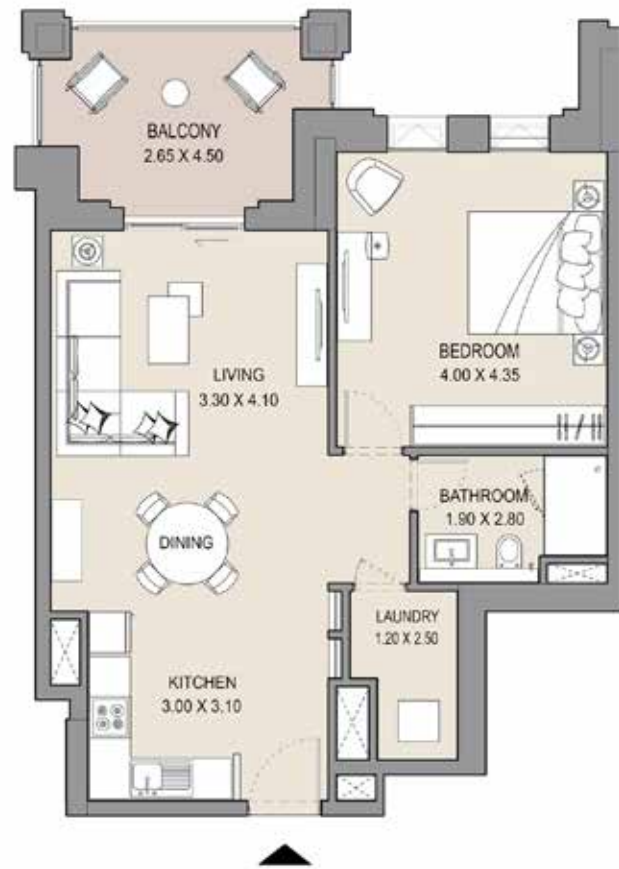 BALCONY
2.65 X 4.50
BEDROOM
4.00 X 4.35
LIVING
3.30 X 4.10
BATHROOM
1.90 X 2.80
DINING
LAUNDRY
1.20 X 2.50
KITCHEN
3.00 X 3.10